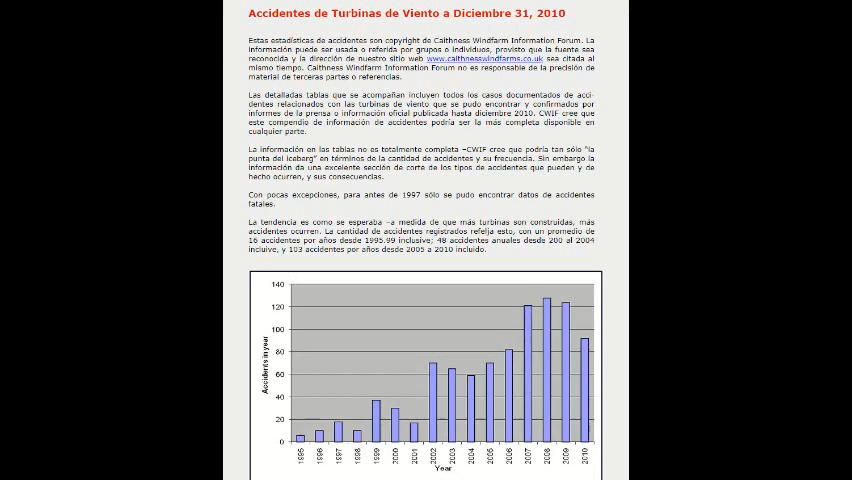 Accidentes de Turbinas de Viento a Diciembre 31, 2010
Estas estadísticas de accidentes son copyright de Caithness Windfarm Information Forum. La
información puede ser usada o referida por grupos o individuos, provisto que la fuente sea
reconocida y la dirección de nuestro sitio web www.caithnesswindfarms.co.uk sea citada al
mismo tiempo. Caithness Windfarm Information Forum no es responsable de la precisión de
material de terceras partes o referencias.
Las detalladas tablas que se acompañan incluyen todos los casos documentados de acci-
dentes relacionados con las turbinas de viento que se pudo encontrar y confirmados por
informes de la prensa o información oficial publicada hasta diciembre 2010. CWIF cree que
este compendio de información de accidentes podría ser la más completa disponible en
cualquier parte.
La información en las tablas no es totalmente completa –CWIF cree que podría tan sólo "la
punta del iceberg" en términos de la cantidad de accidentes y su frecuencia. Sin embargo la
información da una excelente sección de corte de los tipos de accidentes que pueden y de
hecho ocurren, y sus consecuencias.
Con pocas excepciones, para antes de 1997 sólo se pudo encontrar datos de accidentes
fatales.
La tendencia es como se esperaba –a medida de que más turbinas son construidas, más
accidentes ocurren. La cantidad de accidentes registrados refelja esto, con un promedio de
16 accidentes por años desde 1995.99 inclusive; 48 accidentes anuales desde 200 al 2004
incluive, y 103 accidentes por años desde 2005 a 2010 incluido.
140
120
100
80
60
40
20
0
Accidents in year
1995 1996 1997 1998 1999 2000 2001 2002 2003 2004 2005 2006 2007 2008 2009 2010
Year